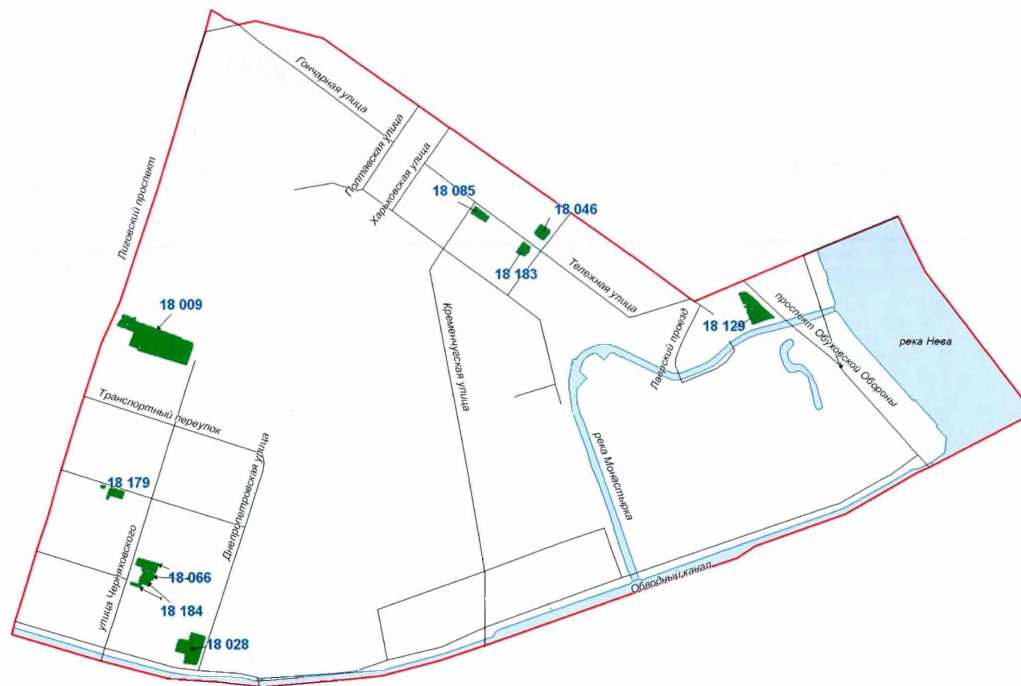 Гончарная улица
Полтавская улица
Харьковская улица
Лиговский проспект
18 085
18 046
18 183
Тележная улица
18 009
Кременчугская улица
Лаврский проезд
18 129
проспект Обуховской Обороны
река Нева
Транспортный переулок
Днепропетровская улица
река Монастырка
18 179
улица Черняховского
18 066
18 184
Обводный канал
18 028